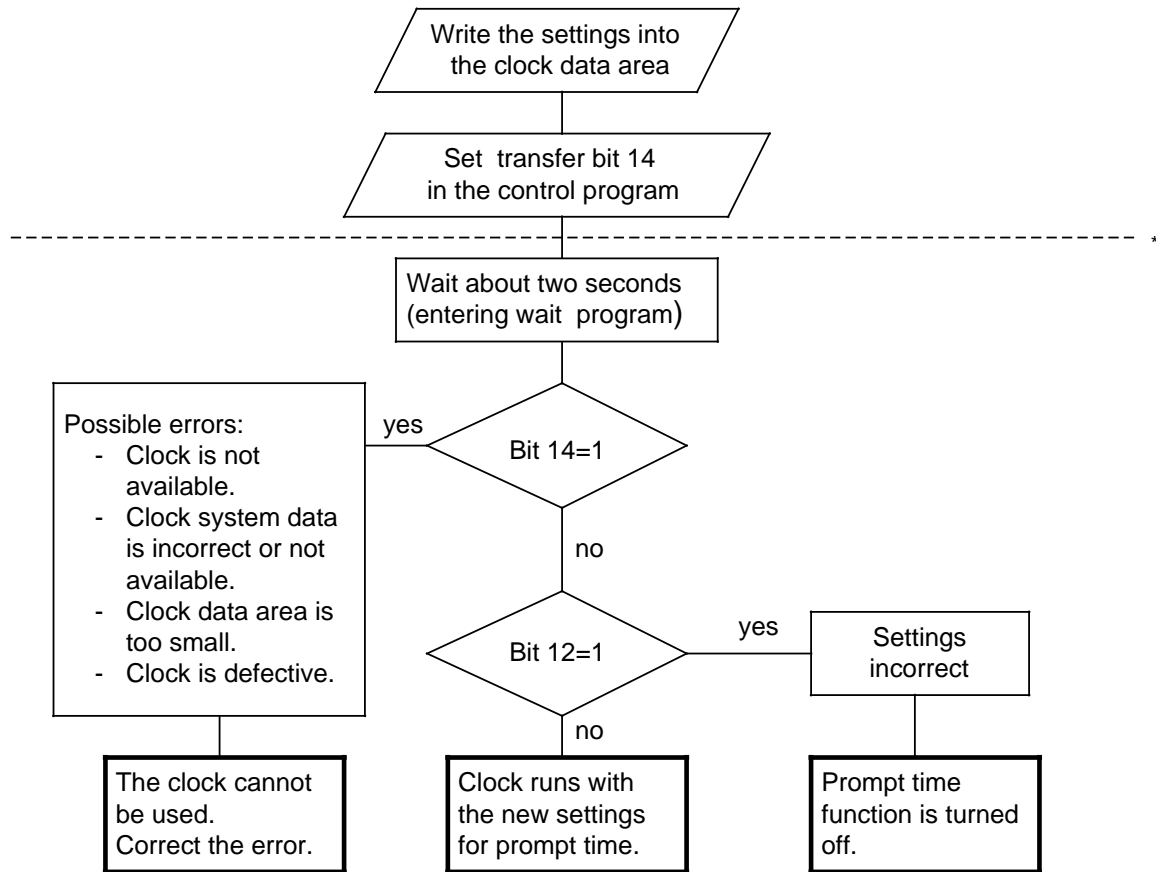 Write the settings into
the clock data area
Set transfer bit 14
in the control program
*
Wait about two seconds
(entering wait program)
Possible errors:
- Clock is not
available.
- Clock system data
is incorrect or not
available.
- Clock data area is
too small.
- Clock is defective.
yes
Bit 14=1
no
Bit 12=1
yes
Settings
incorrect
no
The clock cannot
be used.
Correct the error.
Clock runs with
the new settings
for prompt time.
Prompt time
function is turned
off.